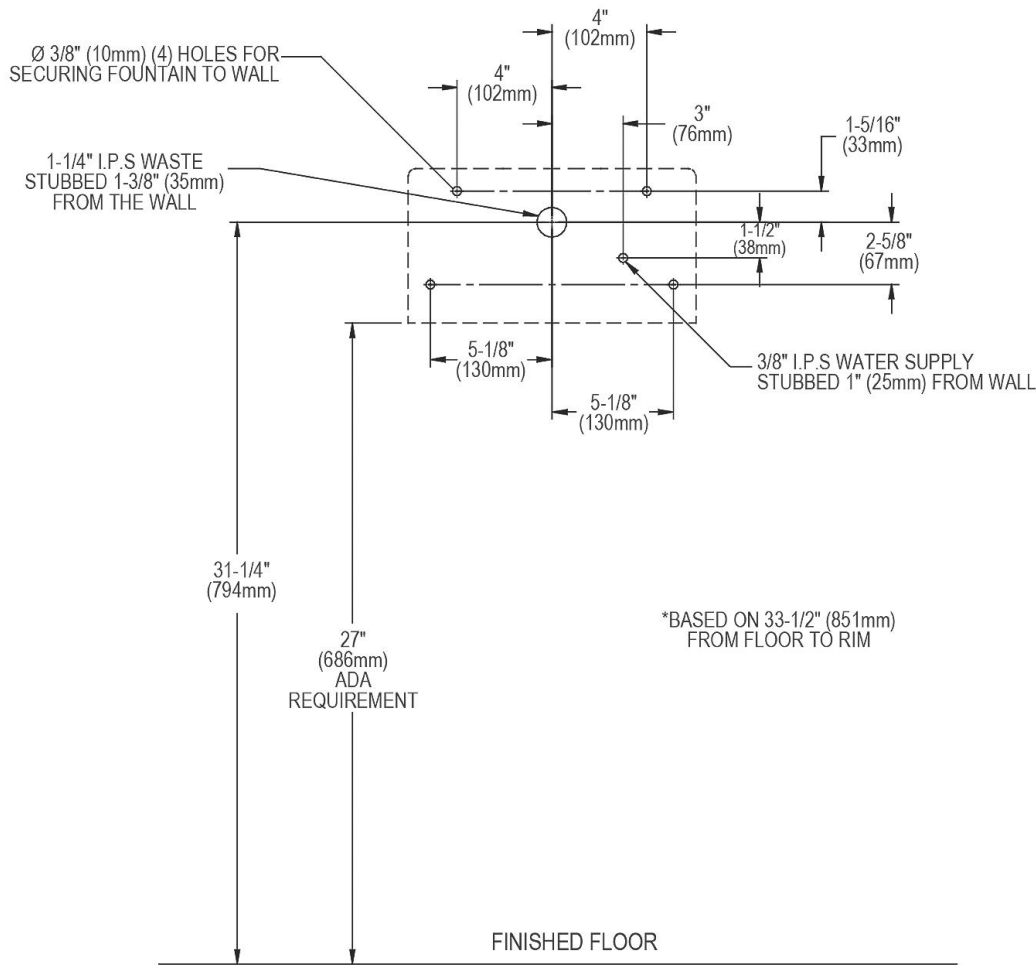 4"
(102mm)
Ø 3/8" (10mm) (4) HOLES FOR
SECURING FOUNTAIN TO WALL
4"
(102mm)
3"
(76mm)
1-5/16"
(33mm)
1-1/4" I.P.S WASTE
STUBBED 1-3/8" (35mm)
FROM THE WALL
1-1/2"
(38mm)
2-5/8"
(67mm)
5-1/8"
(130mm)
3/8" I.P.S WATER SUPPLY
STUBBED 1" (25mm) FROM WALL
5-1/8"
(130mm)
31-1/4"
(794mm)
*BASED ON 33-1/2" (851mm)
FROM FLOOR TO RIM
27"
(686mm)
ADA
REQUIREMENT
FINISHED FLOOR